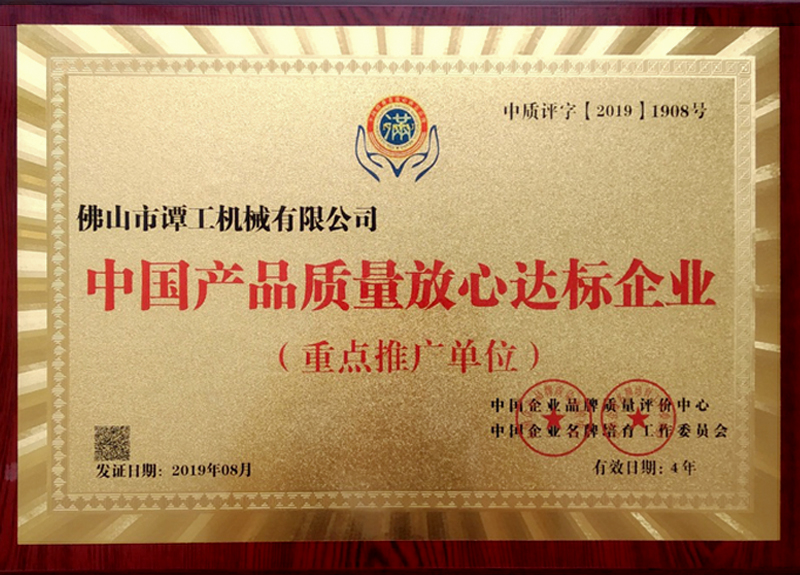 中质评字【2019】1908号
满
佛山市谭工机械有限公司
中国产品质量放心达标企业
（重点推广单位）
中国企业品牌质量评价中心
中国企业名牌培育工作委员会
发证日期：2019年08月
有效日期：4年